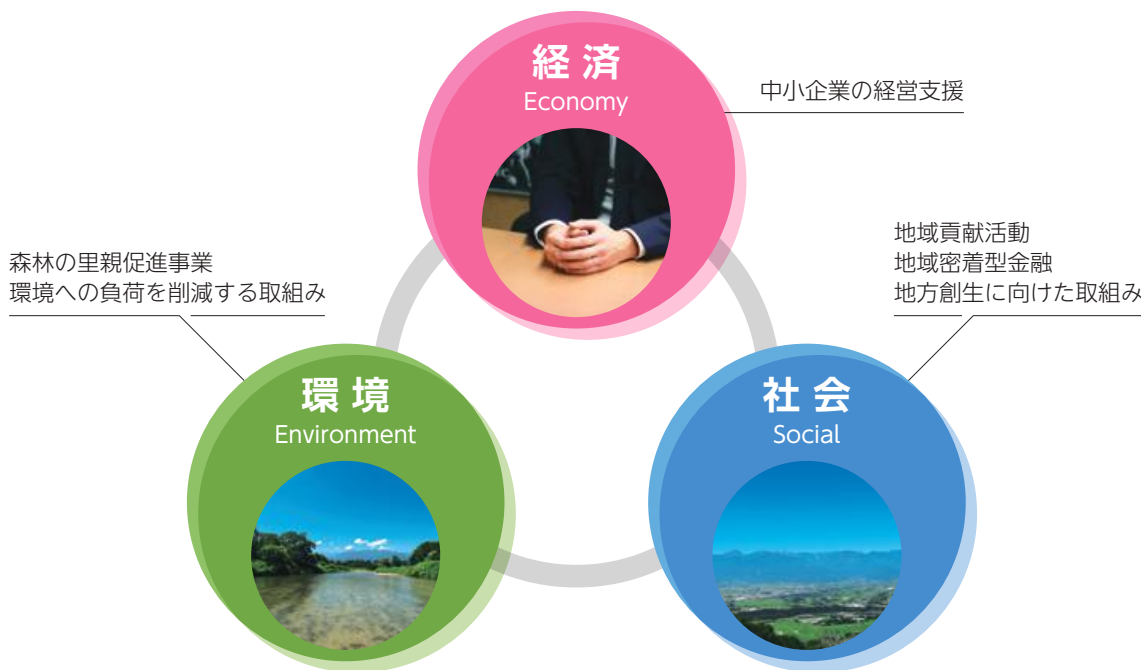 経済
Economy
中小企業の経営支援
森林の里親促進事業
環境への負荷を削減する取組み
地域貢献活動
地域密着型金融
地方創生に向けた取組み
環境
Environment
社会
Social